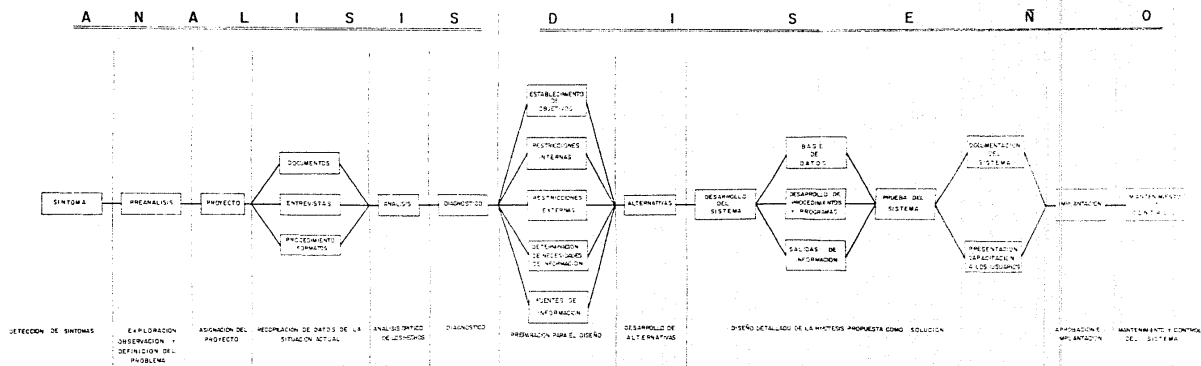 A N A L I S I S
D I S E Ñ O
ESTABLECIMIENTO
DE
OBJETIVOS
RESTRICCIONES
INTERNAS
RESTRICCIONES
EXTERNAS
DETERMINACION
DE NECESIDADES
DE INFORMACION
FUENTES DE
INFORMACION
DOCUMENTOS
ENTREVISTAS
PROCEDIMIENTO
FORMATOS
SINTOMA
PREANALISIS
PROYECTO
ANALISIS
DIAGNOSTICO
ALTERNATIVAS
DESARROLLO
DEL
SISTEMA
BASE
DE
DATOS
DESARROLLO DE
PROCEDIMIENTOS
Y PROGRAMAS
SALIDAS DE
INFORMACION
PRUEBA DEL
SISTEMA
DOCUMENTACION
DEL
SISTEMA
PRESENTACION
CAPACITACION
A LOS USUARIOS
IMPLANTACION
MANTENIMIENTO
CONTROL
DETECCION DE SINTOMAS
EXPLORACION
OBSERVACION Y
DEFINICION DEL
PROBLEMA
ASIGNACION DEL
PROYECTO
RECOPILACION DE DATOS DE LA
SITUACION ACTUAL
ANALISIS CRITICO
DE LOS HECHOS
DIAGNOSTICO
PREPARACION PARA EL DISEÑO
DESARROLLO DE
ALTERNATIVAS
DISEÑO DETALLADO DE LA HIPOTESIS PROPUESTA COMO SOLUCION
APROBACION E
IMPLANTACION
MANTENIMIENTO Y CONTROL
DEL SISTEMA